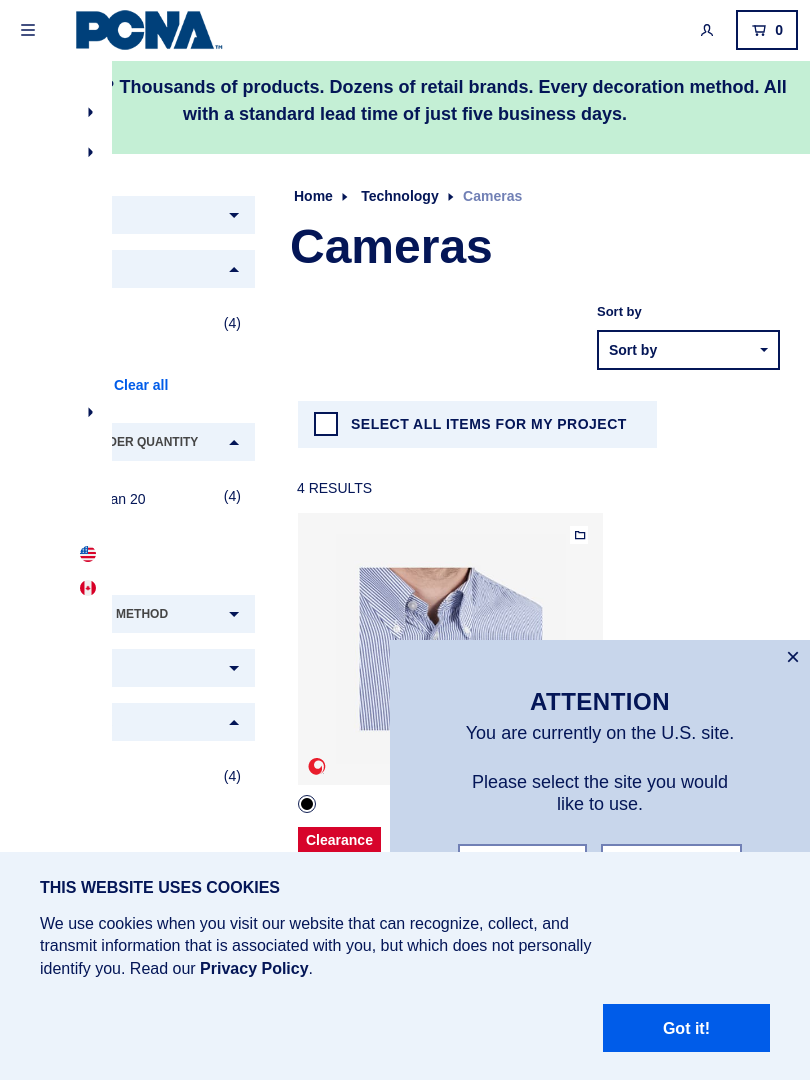 PCNA
TM
0
? Thousands of products. Dozens of retail brands. Every decoration method. All
with a standard lead time of just five business days.
Home Technology Cameras
Cameras
(4)
Sort by
Sort by
Clear all
SELECT ALL ITEMS FOR MY PROJECT
DER QUANTITY
4 RESULTS
an 20 (4)
METHOD
(4)
ATTENTION
You are currently on the U.S. site.
Please select the site you would
like to use.
Clearance
THIS WEBSITE USES COOKIES
We use cookies when you visit our website that can recognize, collect, and
transmit information that is associated with you, but which does not personally
identify you. Read our Privacy Policy.
Got it!